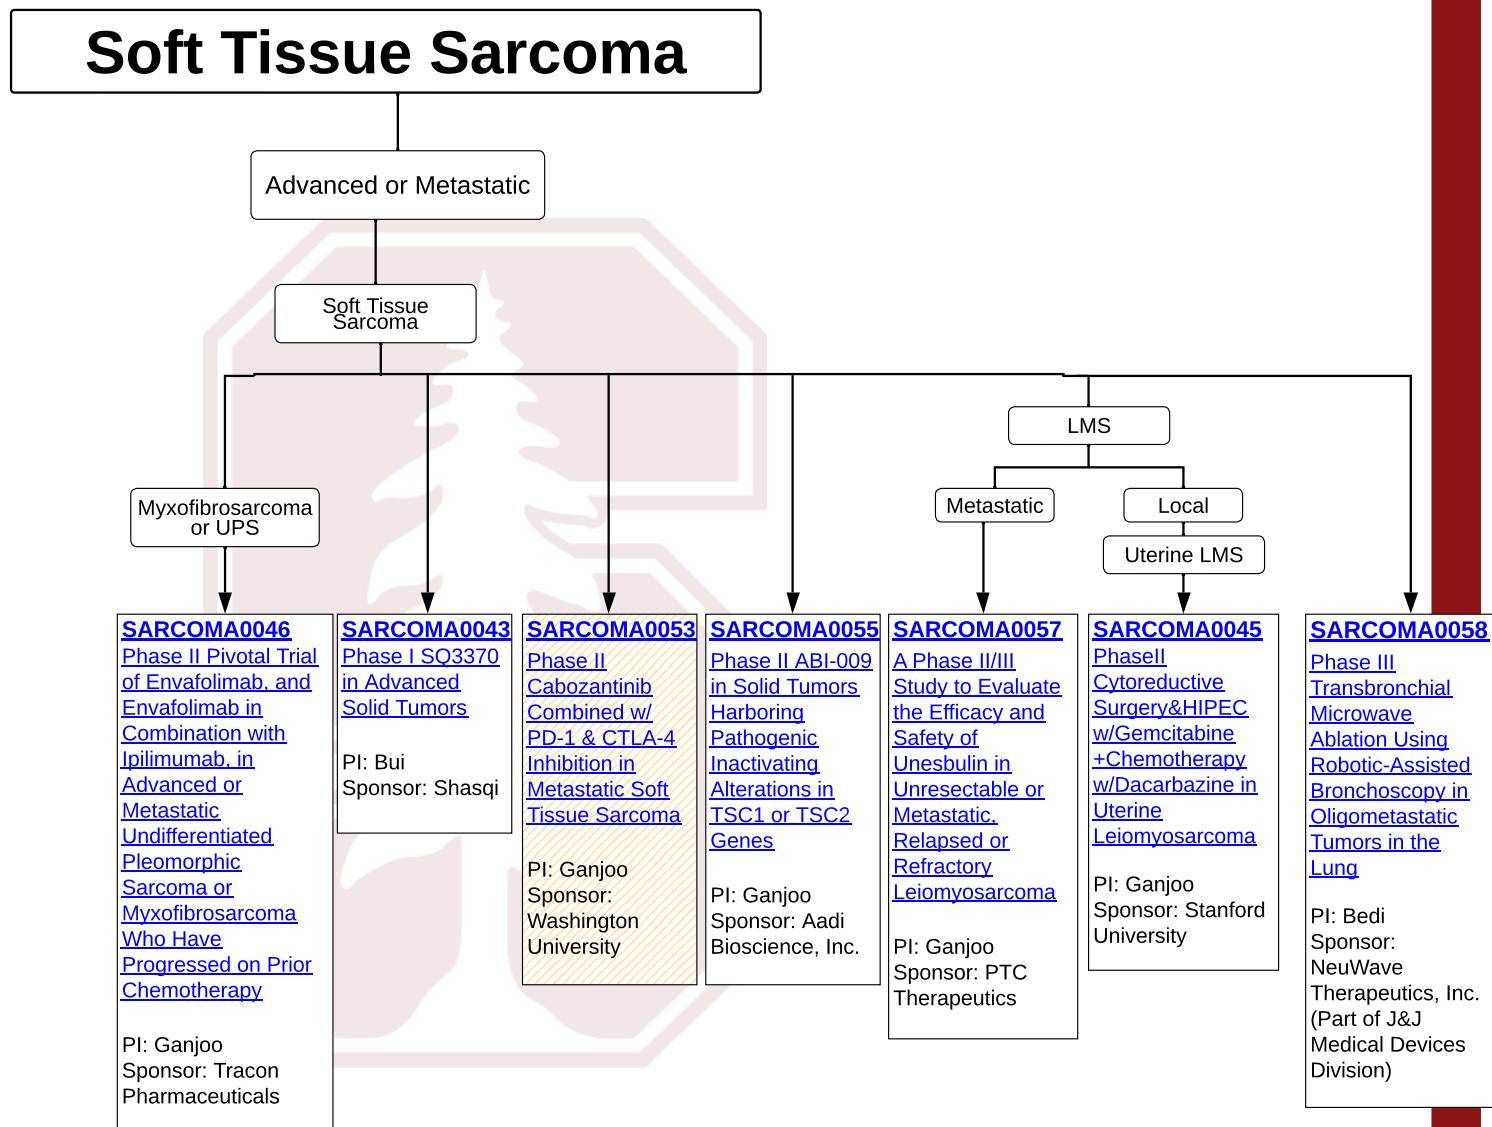 Soft Tissue Sarcoma
Advanced or Metastatic
Soft Tissue
Sarcoma
LMS
Myxofibrosarcoma
or UPS
Metastatic
Local
Uterine LMS
SARCOMA0046
Phase II Pivotal Trial
of Envafolimab, and
Envafolimab in
Combination with
Ipilimumab, in
Advanced or
Metastatic
Undifferentiated
Pleomorphic
Sarcoma or
Myxofibrosarcoma
Who Have
Progressed on Prior
Chemotherapy
PI: Ganjoo
Sponsor: Tracon
Pharmaceuticals
SARCOMA0043
Phase I SQ3370
in Advanced
Solid Tumors
PI: Bui
Sponsor: Shasqi
SARCOMA0053
Phase II
Cabozantinib
Combined w/
PD-1 & CTLA-4
Inhibition in
Metastatic Soft
Tissue Sarcoma
PI: Ganjoo
Sponsor:
Washington
University
SARCOMA0055
Phase II ABI-009
in Solid Tumors
Harboring
Pathogenic
Inactivating
Alterations in
TSC1 or TSC2
Genes
PI: Ganjoo
Sponsor: Aadi
Bioscience, Inc.
SARCOMA0057
A Phase II/III
Study to Evaluate
the Efficacy and
Safety of
Unesbulin in
Unresectable or
Metastatic,
Relapsed or
Refractory
Leiomyosarcoma
PI: Ganjoo
Sponsor: PTC
Therapeutics
SARCOMA0045
PhaseII
Cytoreductive
Surgery&HIPEC
w/Gemcitabine
+Chemotherapy
w/Dacarbazine in
Uterine
Leiomyosarcoma
PI: Ganjoo
Sponsor: Stanford
University
SARCOMA0058
Phase III
Transbronchial
Microwave
Ablation Using
Robotic-Assisted
Bronchoscopy in
Oligometastatic
Tumors in the
Lung
PI: Bedi
Sponsor:
NeuWave
Therapeutics, Inc.
(Part of J&J
Medical Devices
Division)